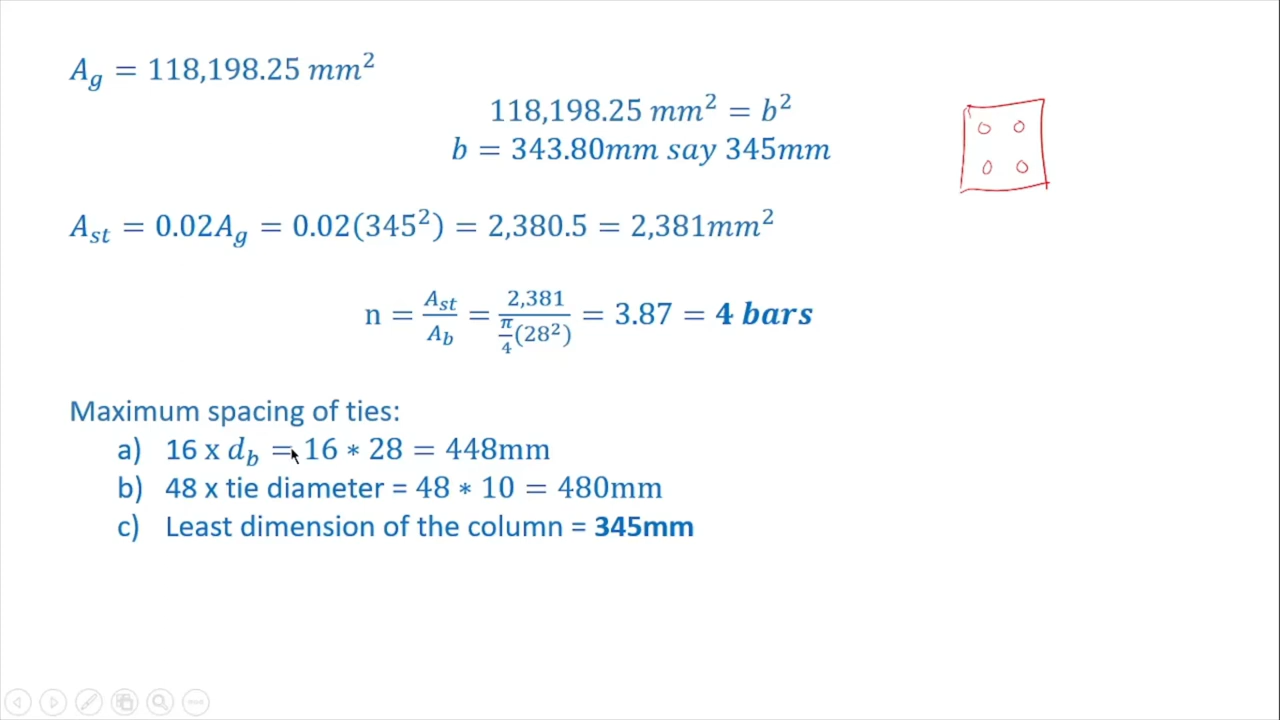 A_g = 118,198.25 mm²
118,198.25 mm² = b²
b = 343.80mm say 345mm
A_st = 0.02A_g = 0.02(345²) = 2,380.5 = 2,381mm²
n = A_st/A_b = 2,381/(π/4(28²)) = 3.87 = 4 bars
Maximum spacing of ties:
a) 16 x d_b = 16 * 28 = 448mm
b) 48 x tie diameter = 48 * 10 = 480mm
c) Least dimension of the column = 345mm